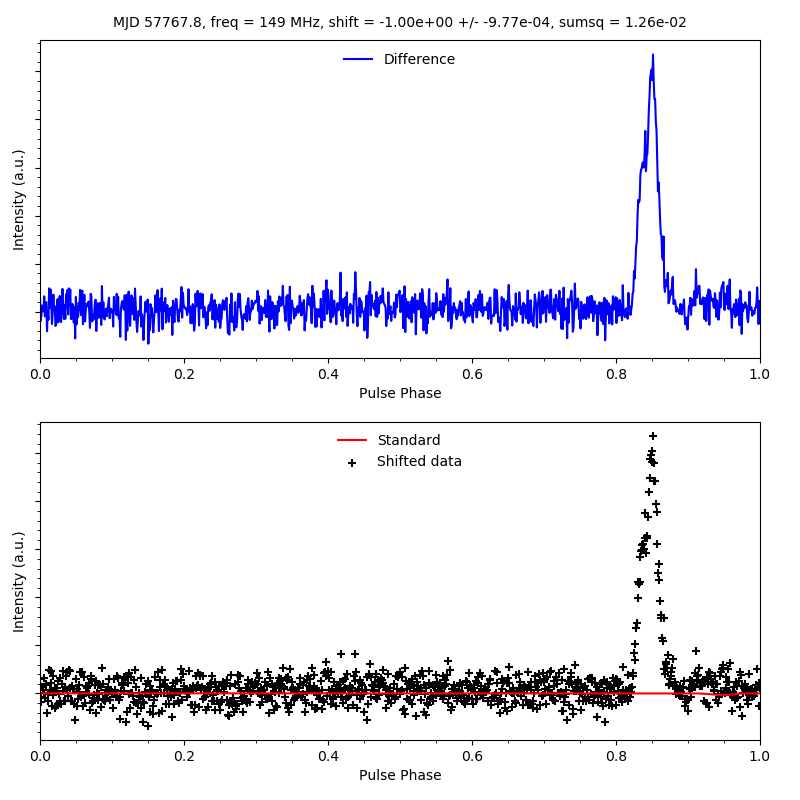 MJD 57767.8, freq = 149 MHz, shift = -1.00e+00 +/- -9.77e-04, sumsq = 1.26e-02
Difference
Intensity (a.u.)
0.0 0.2 0.4 0.6 0.8 1.0
Pulse Phase
Standard
Shifted data
Intensity (a.u.)
0.0 0.2 0.4 0.6 0.8 1.0
Pulse Phase